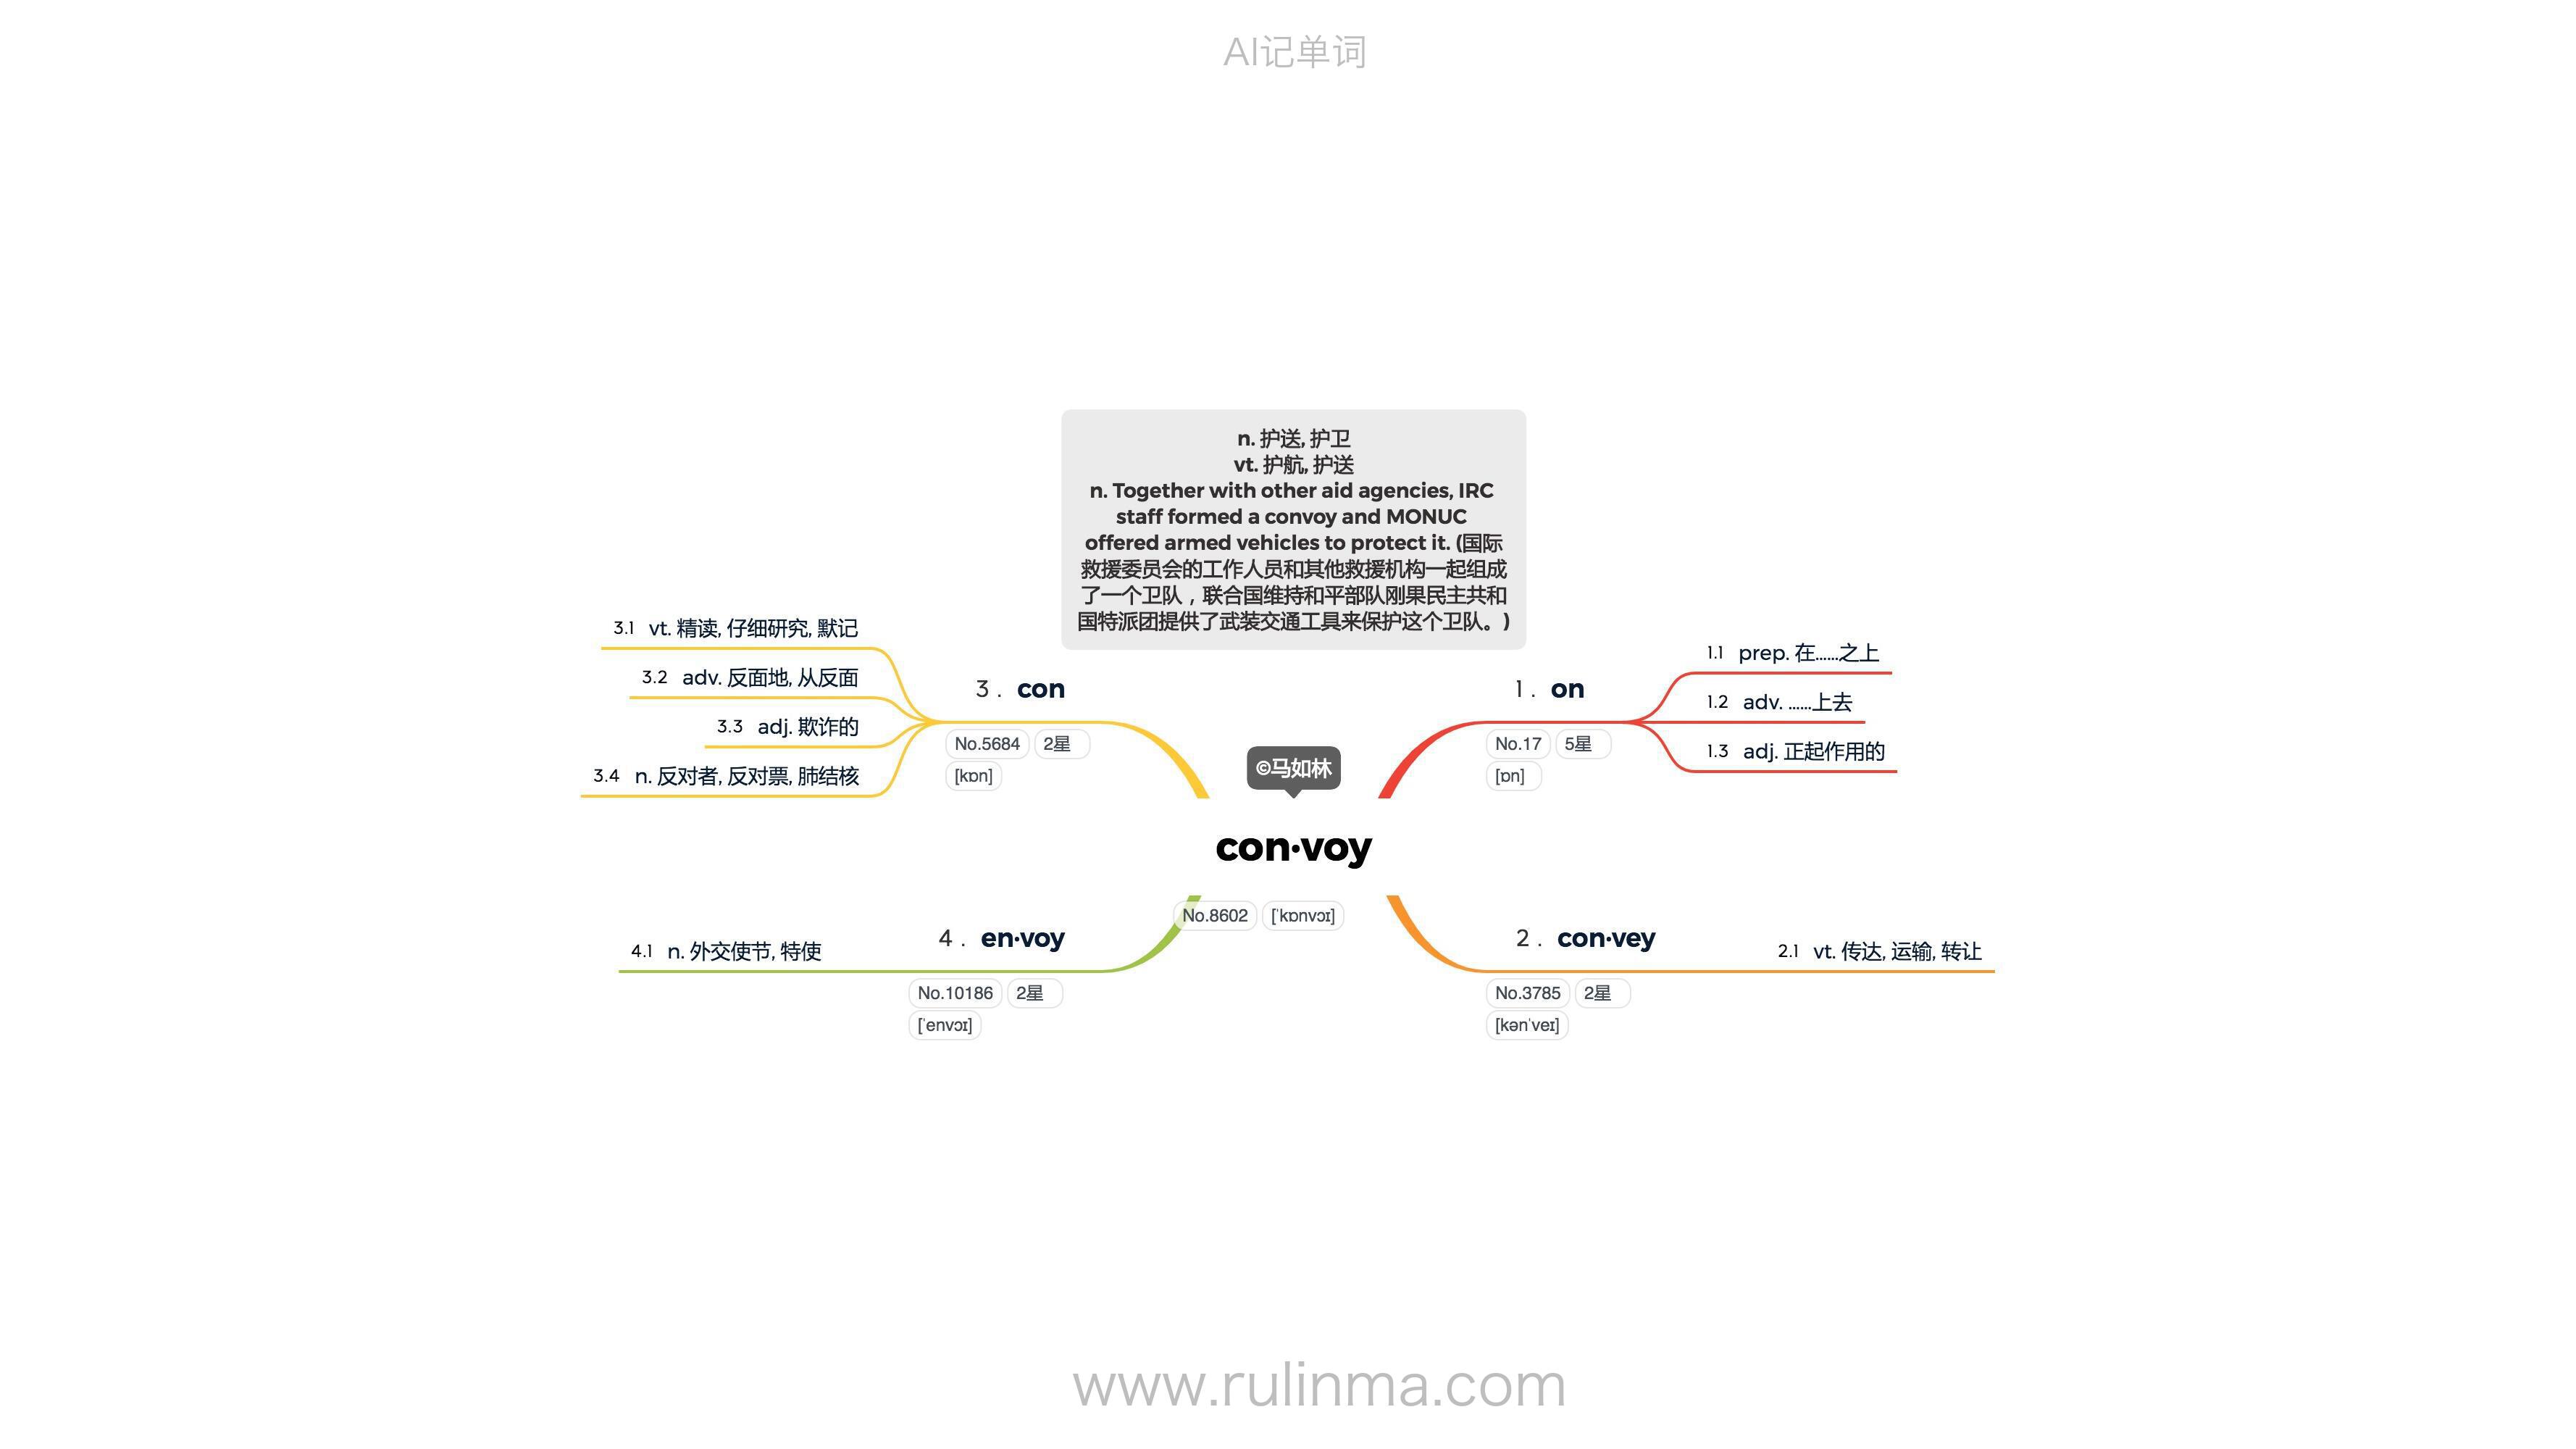 AI记单词
n. 护送, 护卫
vt. 护航, 护送
n. Together with other aid agencies, IRC
staff formed a convoy and MONUC
offered armed vehicles to protect it. (国际
救援委员会的工作人员和其他救援机构一起组成
了一个卫队，联合国维持和平部队刚果民主共和
国特派团提供了武装交通工具来保护这个卫队。)
©马如林
con·voy
No.8602 [ˈkɒnvɔɪ]
1 . on
No.17 5星
[ɒn]
1.1 prep. 在……之上
1.2 adv. ……上去
1.3 adj. 正起作用的
2 . con·vey
No.3785 2星
[kənˈveɪ]
2.1 vt. 传达, 运输, 转让
3 . con
No.5684 2星
[kɒn]
3.1 vt. 精读, 仔细研究, 默记
3.2 adv. 反面地, 从反面
3.3 adj. 欺诈的
3.4 n. 反对者, 反对票, 肺结核
4 . en·voy
No.10186 2星
[ˈenvɔɪ]
4.1 n. 外交使节, 特使
www.rulinma.com